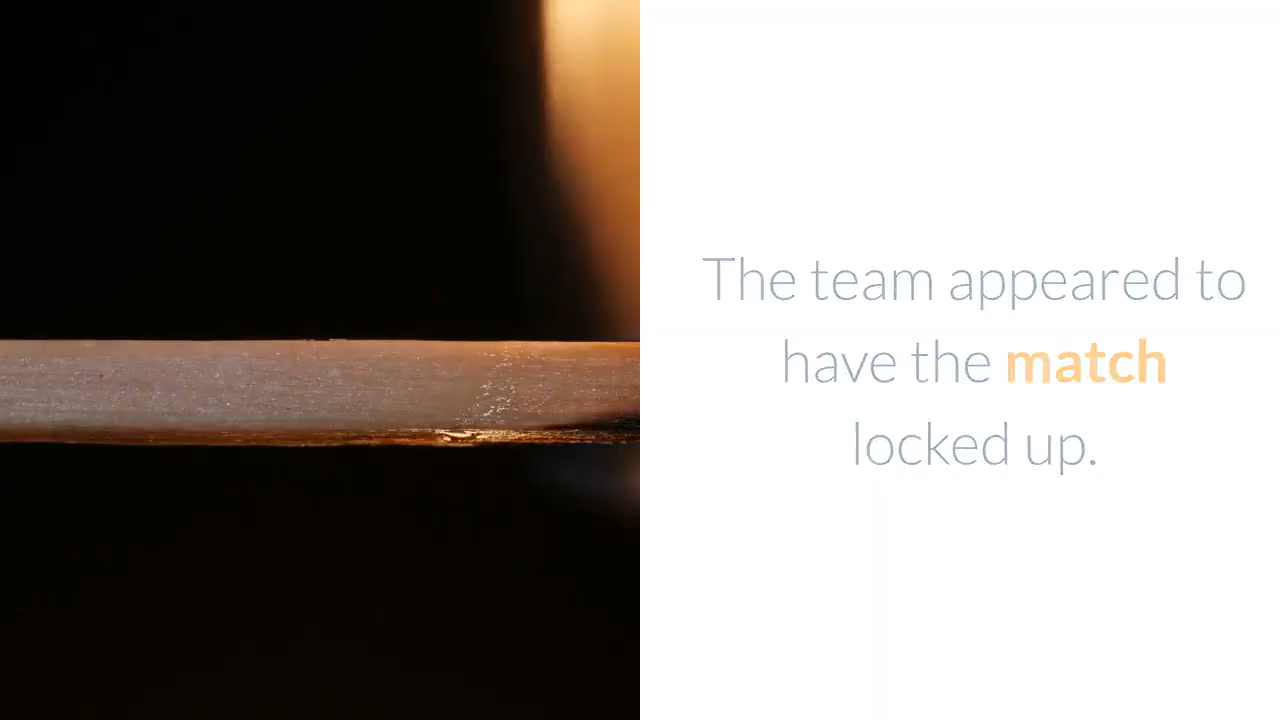 The team appeared to
have the match
locked up.